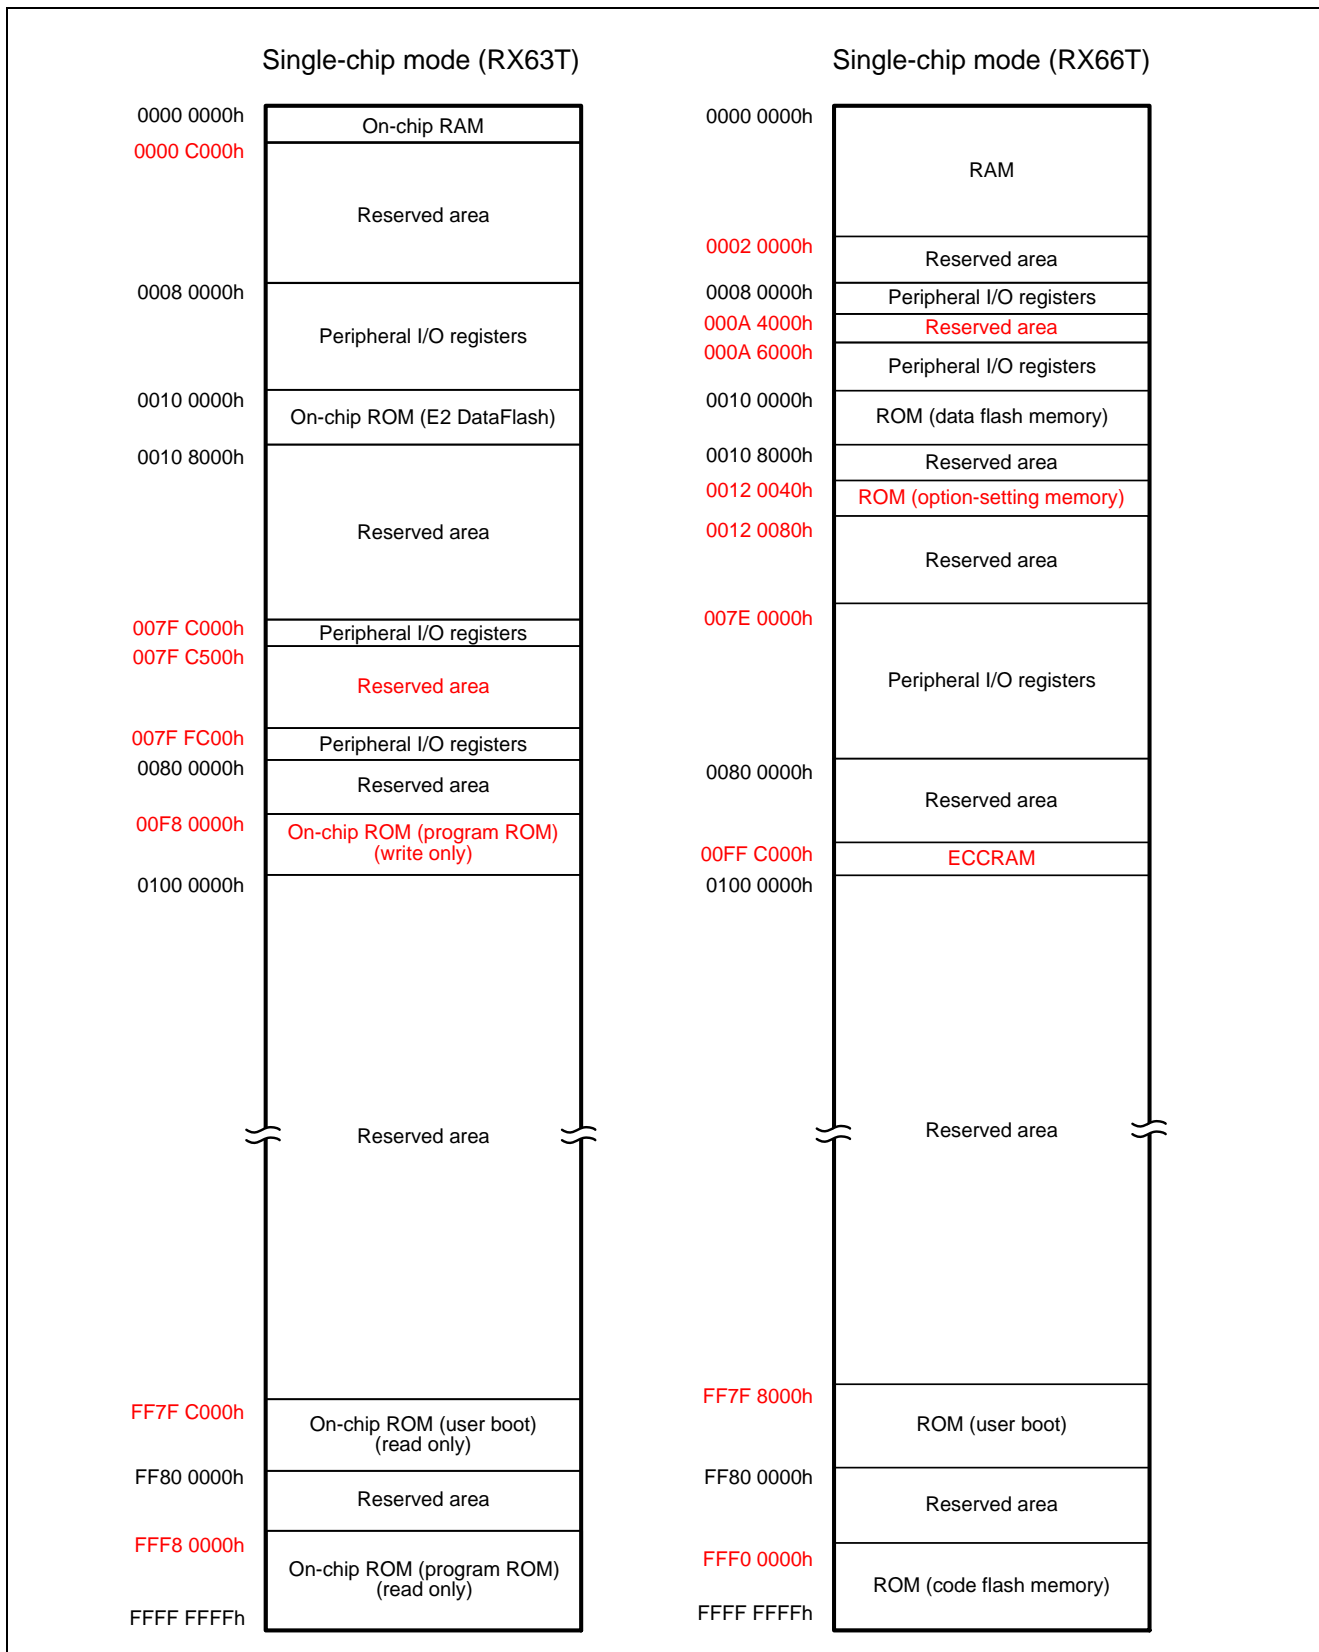 Single-chip mode (RX63T)
0000 0000h
On-chip RAM
0000 C000h
Reserved area
0008 0000h
Peripheral I/O registers
0010 0000h
On-chip ROM (E2 DataFlash)
0010 8000h
Reserved area
007F C000h
Peripheral I/O registers
007F C500h
Reserved area
007F FC00h
Peripheral I/O registers
0080 0000h
Reserved area
00F8 0000h
On-chip ROM (program ROM)
(write only)
0100 0000h
Reserved area
FF7F C000h
On-chip ROM (user boot)
(read only)
FF80 0000h
Reserved area
FFF8 0000h
On-chip ROM (program ROM)
(read only)
FFFF FFFFh
Single-chip mode (RX66T)
0000 0000h
RAM
0002 0000h
Reserved area
0008 0000h
Peripheral I/O registers
000A 4000h
Reserved area
000A 6000h
Peripheral I/O registers
0010 0000h
ROM (data flash memory)
0010 8000h
Reserved area
0012 0040h
ROM (option-setting memory)
0012 0080h
Reserved area
007E 0000h
Peripheral I/O registers
0080 0000h
Reserved area
00FF C000h
ECCRAM
0100 0000h
Reserved area
FF7F 8000h
ROM (user boot)
FF80 0000h
Reserved area
FFF0 0000h
ROM (code flash memory)
FFFF FFFFh